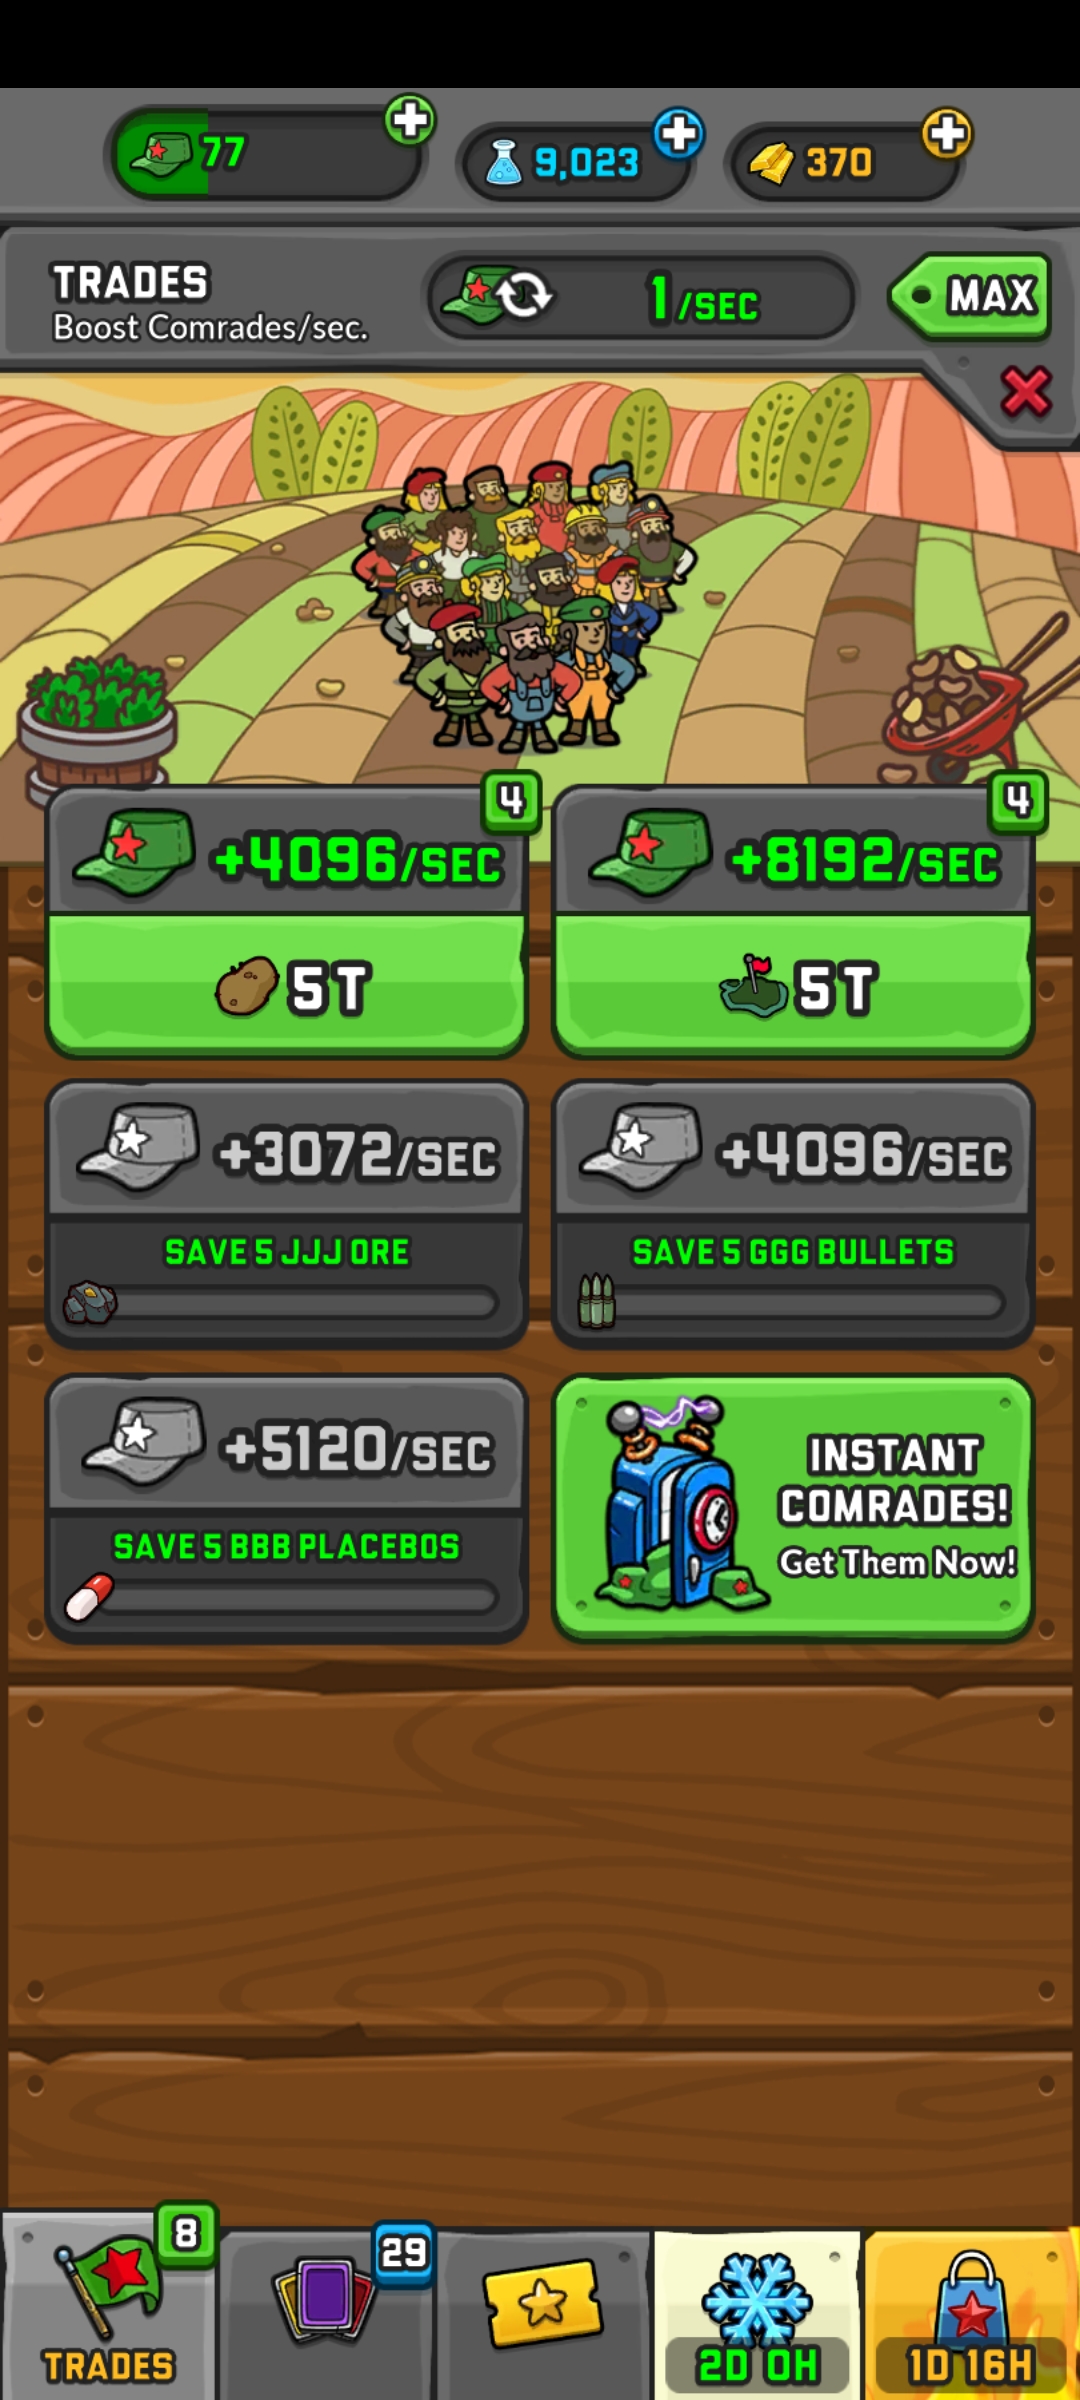 77
9,023
370
TRADES
Boost Comrades/sec.
1/SEC
MAX
4
+4096/SEC
5 T
4
+8192/SEC
5 T
+3072/SEC
SAVE 5 JJJ ORE
+4096/SEC
SAVE 5 GGG BULLETS
+5120/SEC
SAVE 5 BBB PLACEBOS
INSTANT
COMRADES!
Get Them Now!
8
TRADES
29
2D 0H
1D 16H